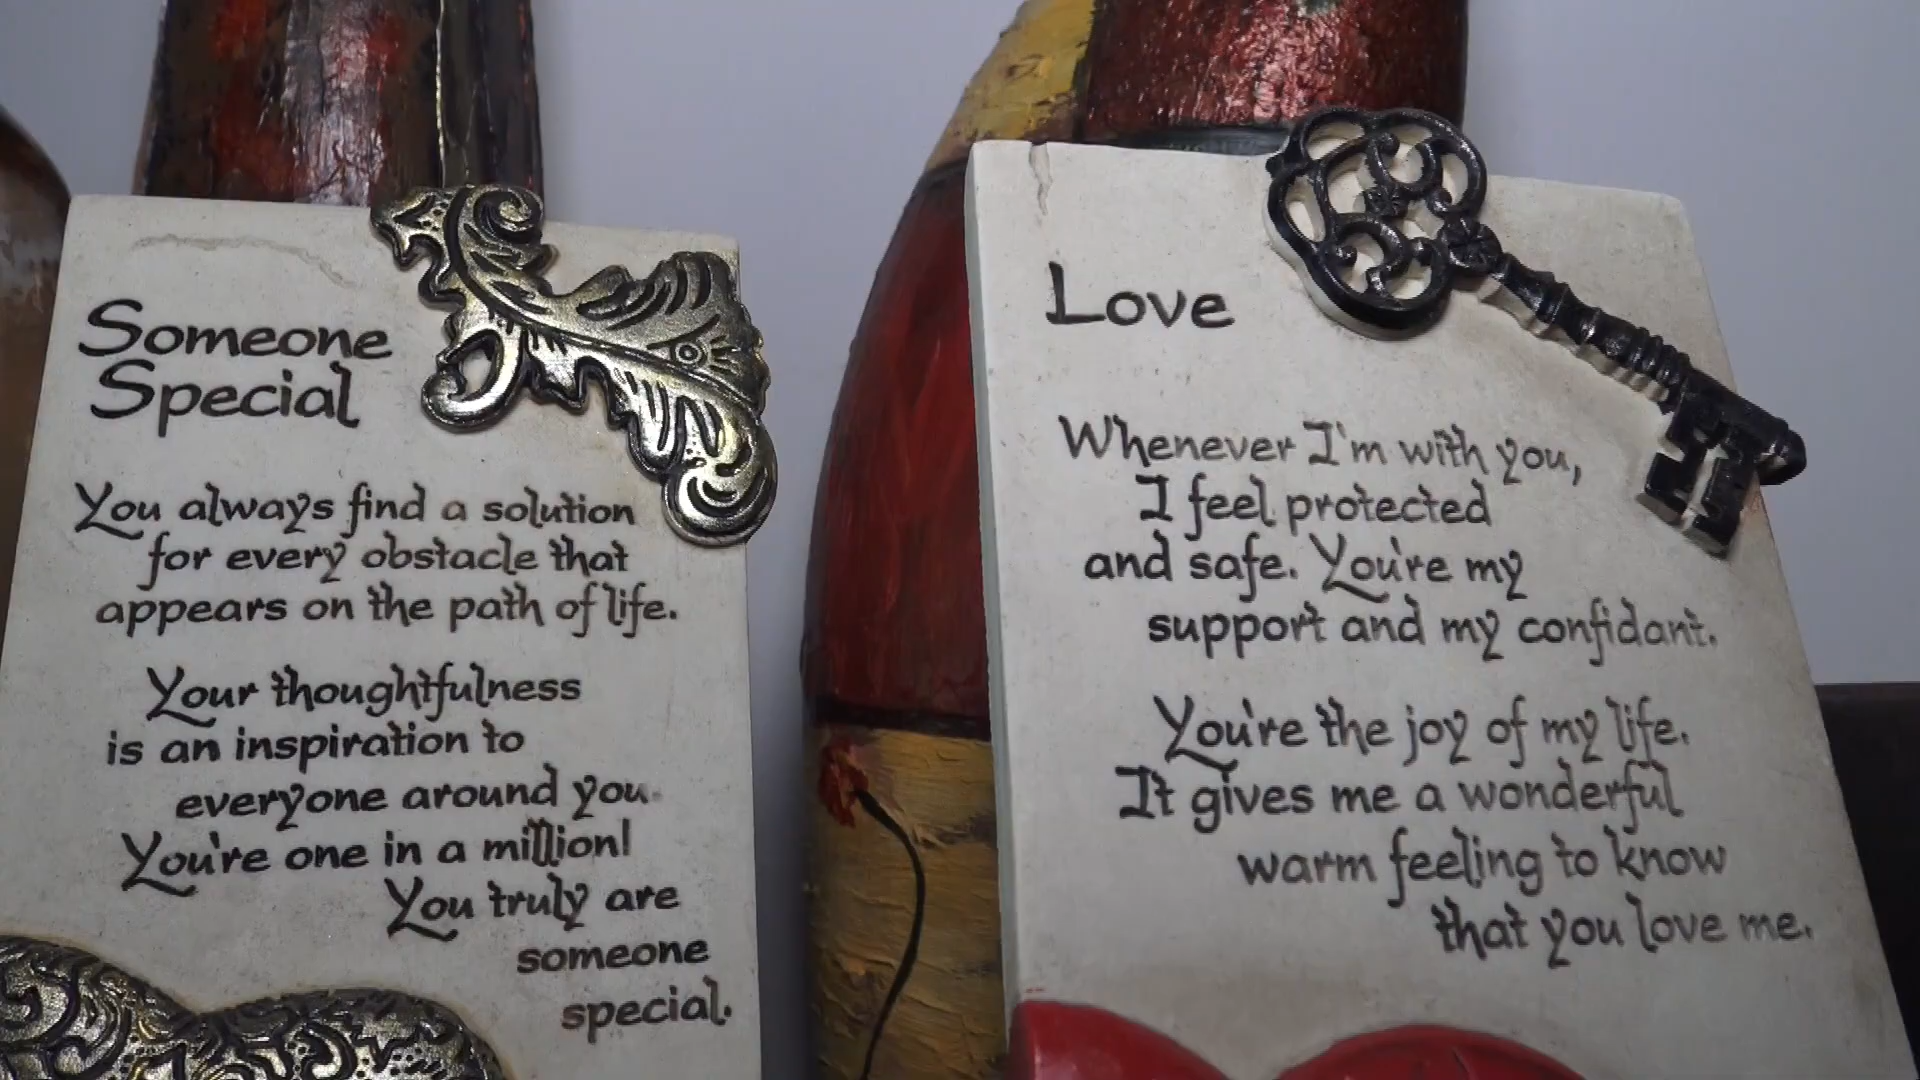 Someone
Special
You always find a solution
for every obstacle that
appears on the path of life.
Your thoughtfulness
is an inspiration to
everyone around you.
You're one in a million!
You truly are
someone
special.
Love
Whenever I'm with you,
I feel protected
and safe. You're my
support and my confidant.
You're the joy of my life.
It gives me a wonderful
warm feeling to know
that you love me.